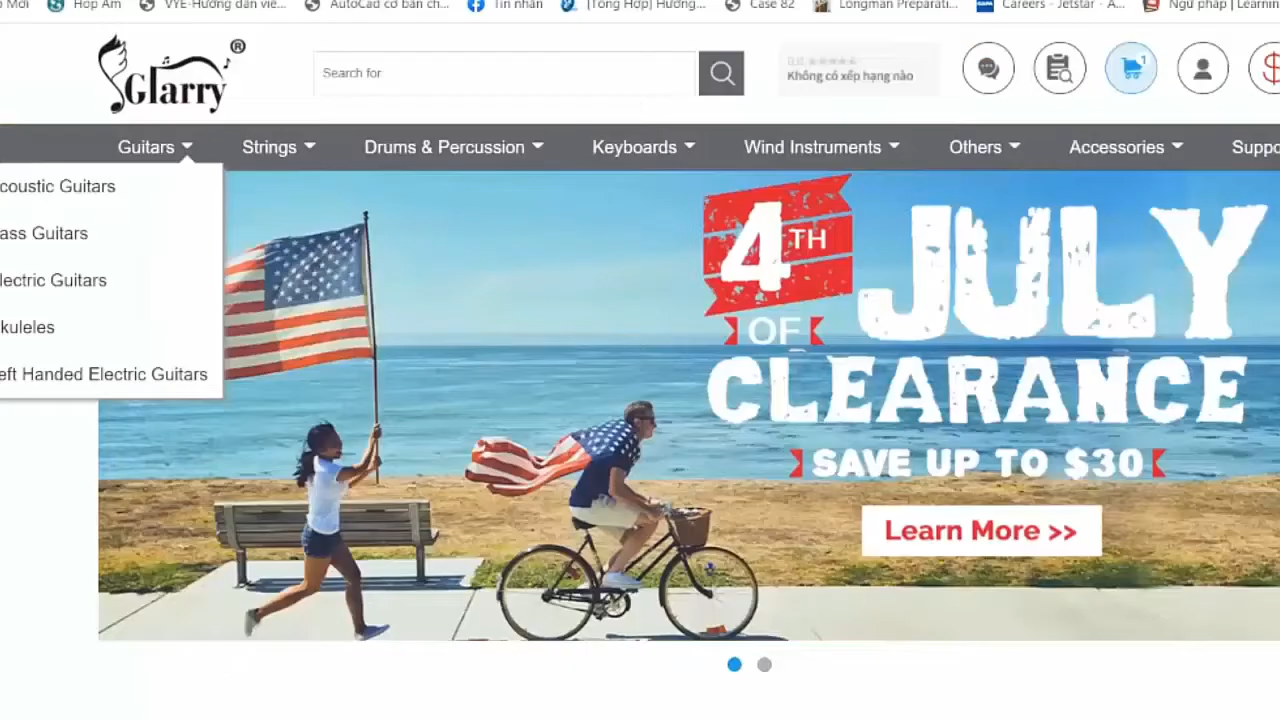 Hợp Âm VYE-Hướng dẫn viê... AutoCad cơ bản ch... Tin nhắn [Tổng Hợp] Hướng... Case 82 Longman Preparati... Careers - Jetstar - A... Ngữ pháp | Learnin
Glarry ®
Search for
Không có xếp hạng nào
1
Guitars Strings Drums & Percussion Keyboards Wind Instruments Others Accessories Suppo
coustic Guitars
ass Guitars
lectric Guitars
kuleles
eft Handed Electric Guitars
4TH
OF
JULY
CLEARANCE
SAVE UP TO $30
Learn More >>